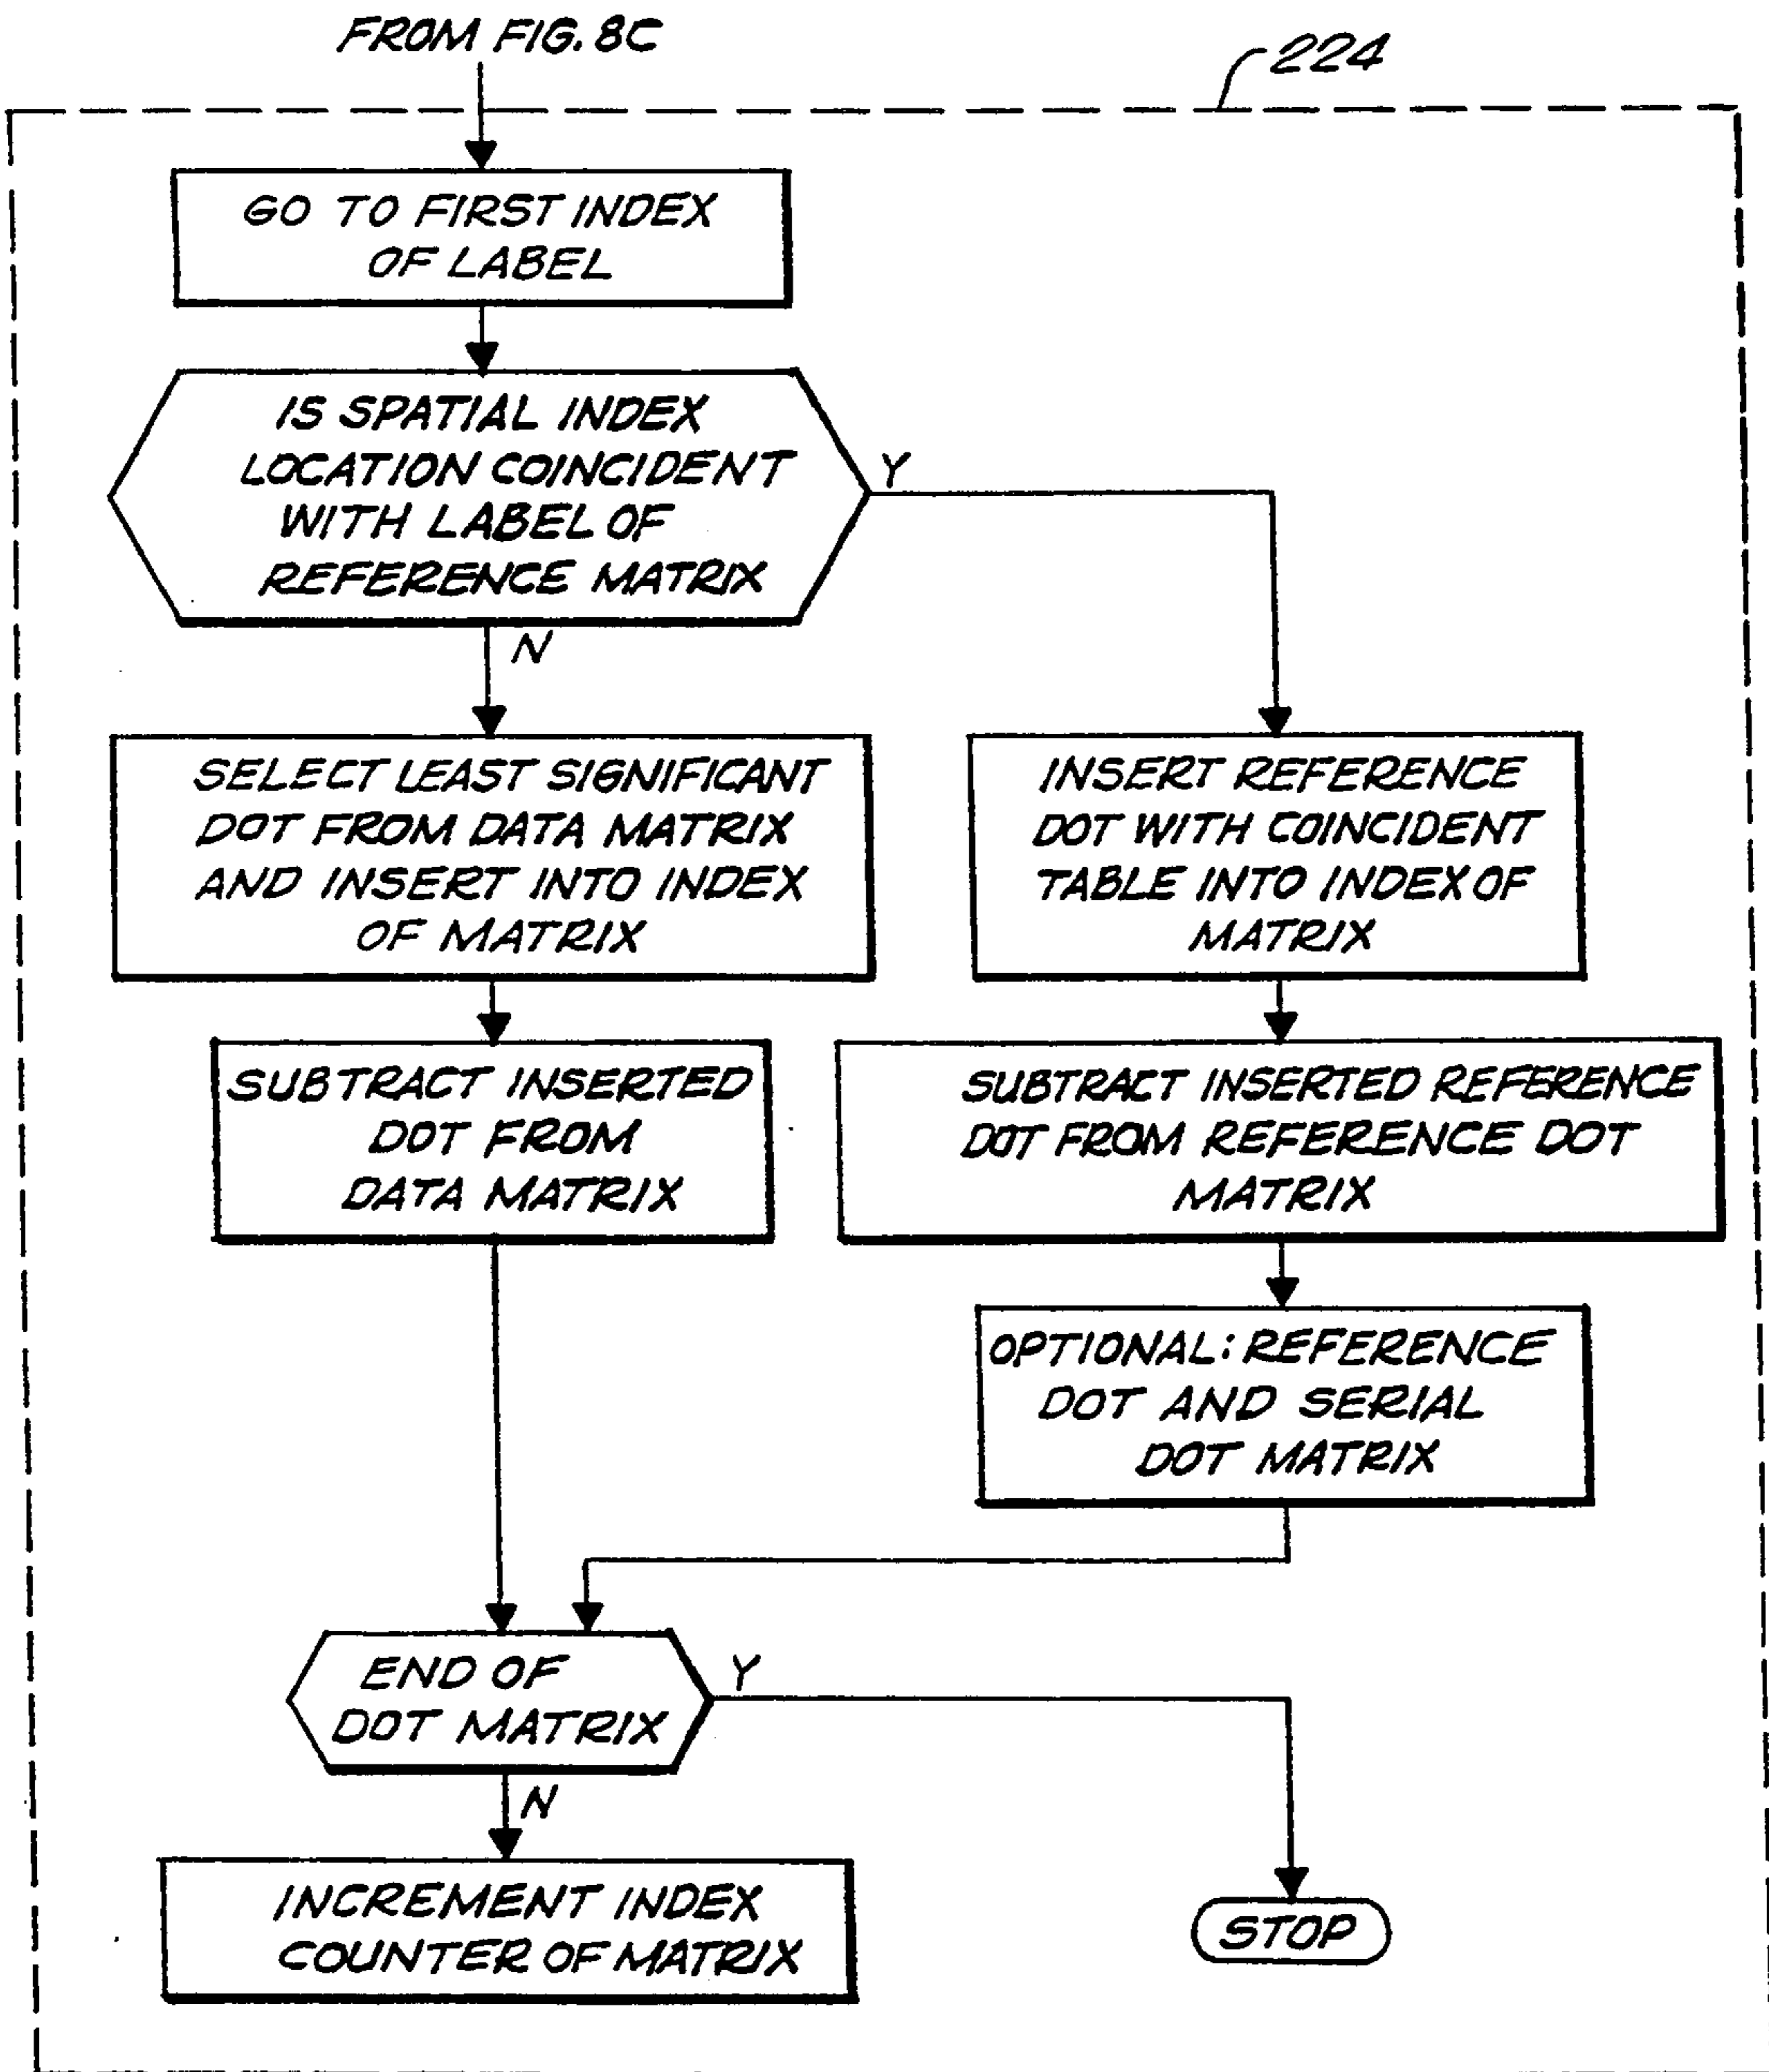 FROM FIG. 8C
224
GO TO FIRST INDEX
OF LABEL
IS SPATIAL INDEX
LOCATION COINCIDENT
WITH LABEL OF
REFERENCE MATRIX
Y
N
SELECT LEAST SIGNIFICANT
DOT FROM DATA MATRIX
AND INSERT INTO INDEX
OF MATRIX
INSERT REFERENCE
DOT WITH COINCIDENT
TABLE INTO INDEX OF
MATRIX
SUBTRACT INSERTED
DOT FROM
DATA MATRIX
SUBTRACT INSERTED REFERENCE
DOT FROM REFERENCE DOT
MATRIX
OPTIONAL: REFERENCE
DOT AND SERIAL
DOT MATRIX
END OF
DOT MATRIX
Y
N
INCREMENT INDEX
COUNTER OF MATRIX
STOP